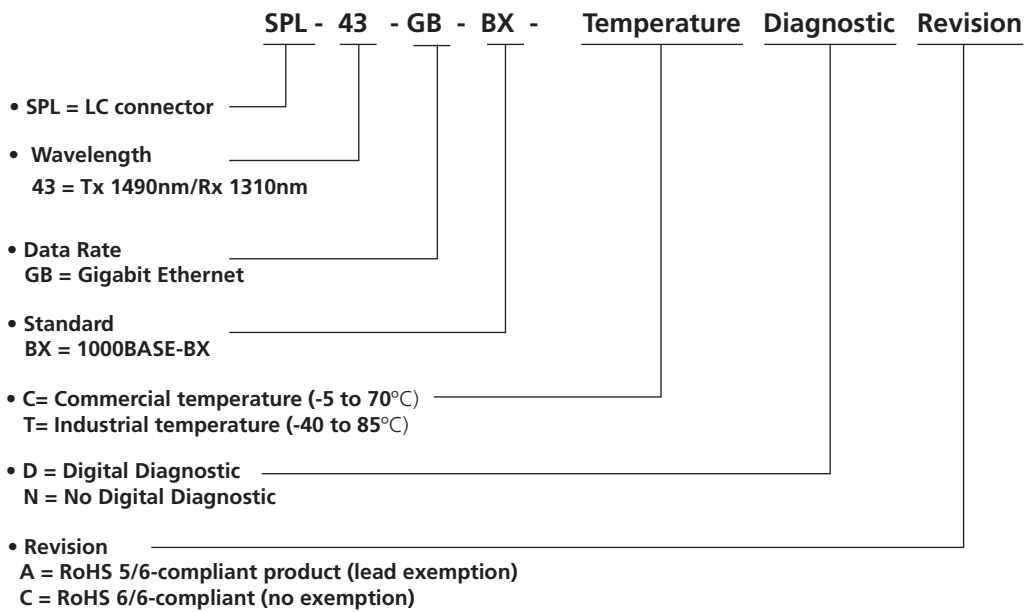 SPL - 43 - GB - BX - Temperature Diagnostic Revision
• SPL = LC connector
• Wavelength
43 = Tx 1490nm/Rx 1310nm
• Data Rate
GB = Gigabit Ethernet
• Standard
BX = 1000BASE-BX
• C= Commercial temperature (-5 to 70°C)
T= Industrial temperature (-40 to 85°C)
• D = Digital Diagnostic
N = No Digital Diagnostic
• Revision
A = RoHS 5/6-compliant product (lead exemption)
C = RoHS 6/6-compliant (no exemption)